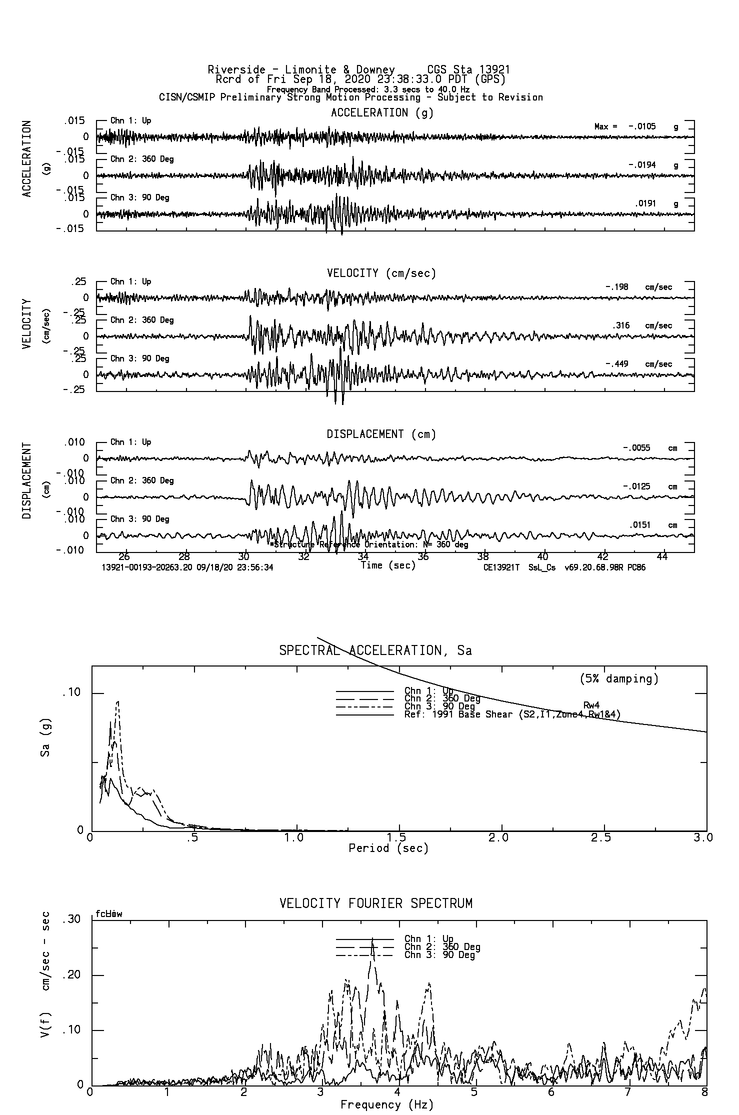 Riverside - Limonite & Downey CGS Sta 13921
Rcrd of Fri Sep 18, 2020 23:38:33.0 PDT (GPS)
Frequency Band Processed: 3.3 secs to 40.0 Hz
CISN/CSMIP Preliminary Strong Motion Processing - Subject to Revision
ACCELERATION (g)
ACCELERATION
(g)
.015 Chn 1: Up
0 Max = -.0105 g
-.015
.015 Chn 2: 360 Deg
0 -.0194 g
-.015
.015 Chn 3: 90 Deg
0 .0191 g
-.015
VELOCITY (cm/sec)
VELOCITY
(cm/sec)
.25 Chn 1: Up
0 -.198 cm/sec
-.25
.25 Chn 2: 360 Deg
0 .316 cm/sec
-.25
.25 Chn 3: 90 Deg
0 -.449 cm/sec
-.25
DISPLACEMENT (cm)
DISPLACEMENT
(cm)
.010 Chn 1: Up
0 -.0055 cm
-.010
.010 Chn 2: 360 Deg
0 -.0125 cm
-.010
.010 Chn 3: 90 Deg
0 .0151 cm
-.010
*Structure Reference Orientation: N= 360 deg
26 28 30 32 34 36 38 40 42 44
Time (sec)
13921-00193-20263.20 09/18/20 23:56:34 CE13921T SsL_Cs v69.20.68.98R PC86
SPECTRAL ACCELERATION, Sa
(5% damping)
Chn 1: Up
Chn 2: 360 Deg
Chn 3: 90 Deg Rw4
Ref: 1991 Base Shear (S2,I1,Zone4,Rw1&4)
Sa (g)
.10
0
0 .5 1.0 1.5 2.0 2.5 3.0
Period (sec)
VELOCITY FOURIER SPECTRUM
Chn 1: Up
Chn 2: 360 Deg
Chn 3: 90 Deg
V(f) cm/sec - sec
.30
.20
.10
0
0 1 2 3 4 5 6 7 8
Frequency (Hz)